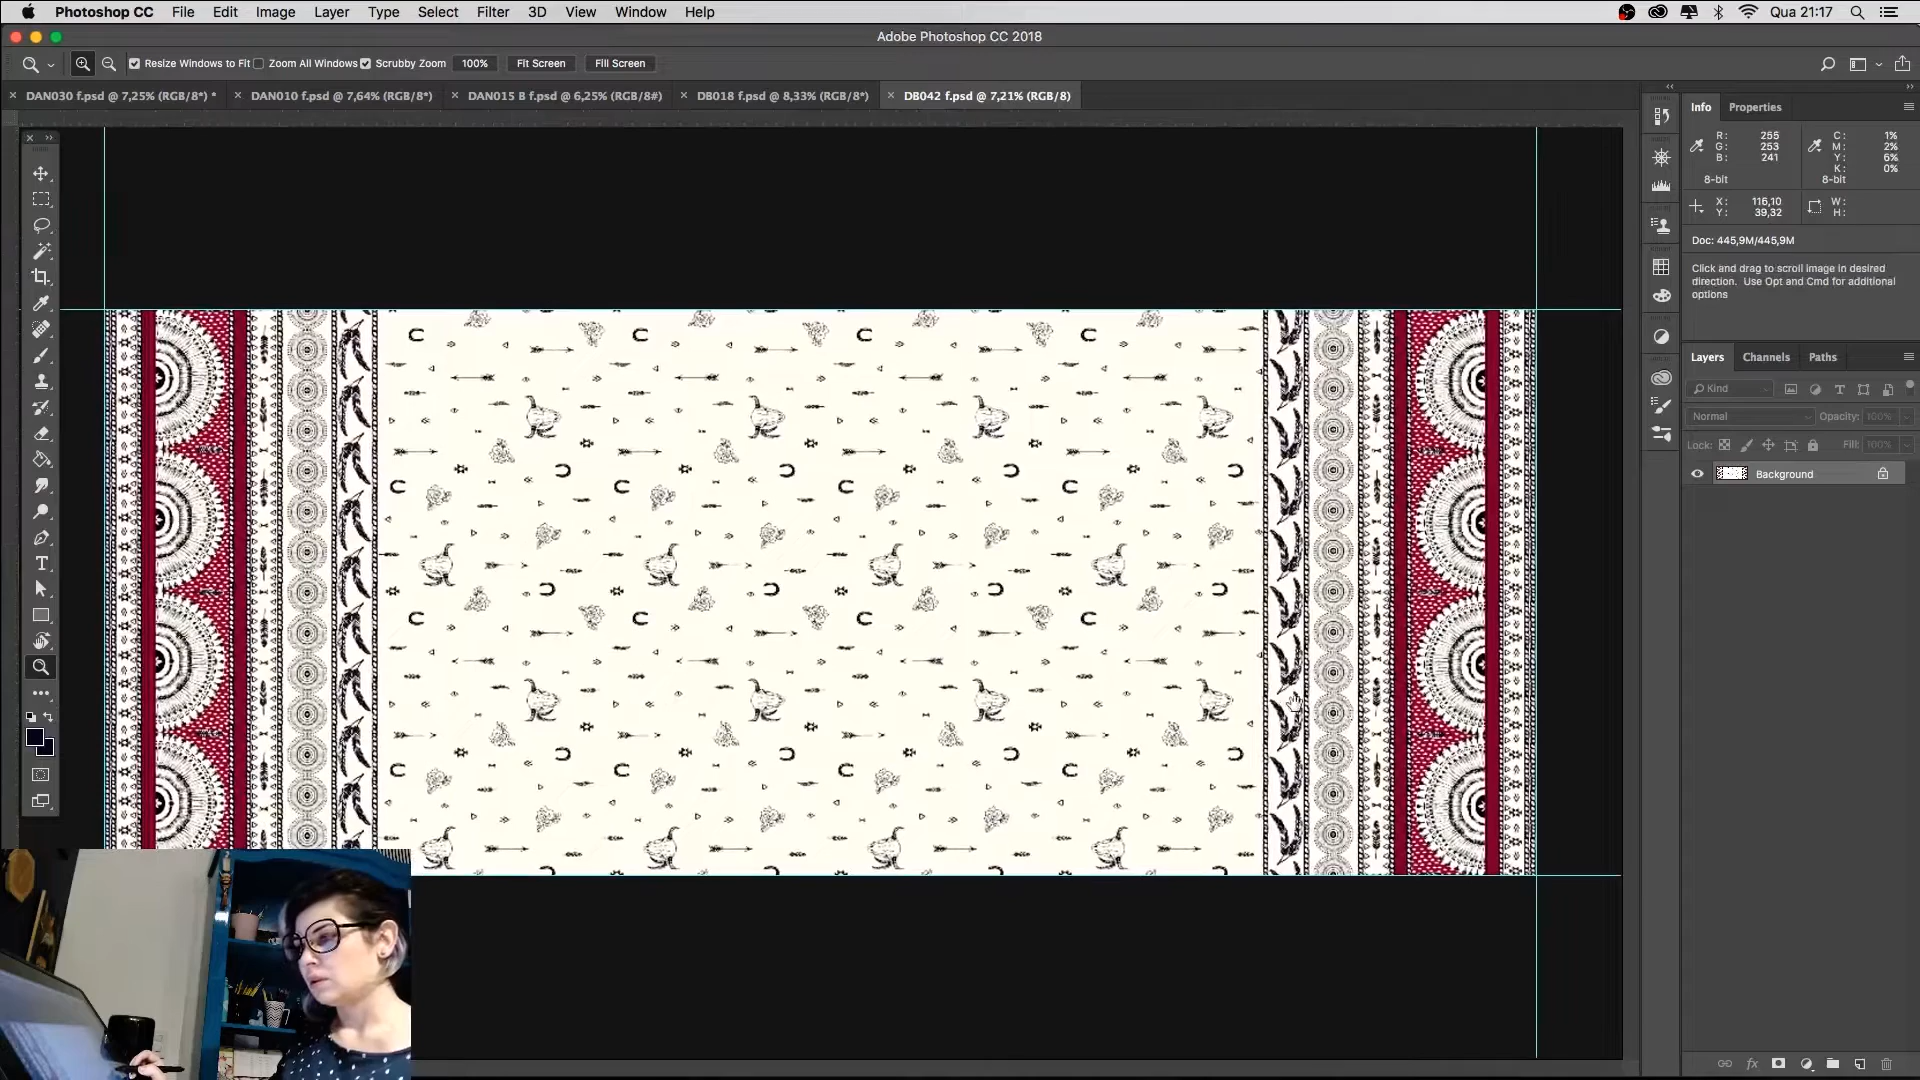 Photoshop CC File Edit Image Layer Type Select Filter 3D View Window Help Qua 21:17
Adobe Photoshop CC 2018
Resize Windows to Fit Zoom All Windows Scrubby Zoom 100% Fit Screen Fill Screen
DAN030 f.psd @ 7,25% (RGB/8*) * DAN010 f.psd @ 7,64% (RGB/8*) DAN015 B f.psd @ 6,25% (RGB/8#) DB018 f.psd @ 8,33% (RGB/8*) DB042 f.psd @ 7,21% (RGB/8)
Info Properties
R: 255 C: 1%
G: 253 M: 2%
B: 241 Y: 6%
K: 0%
8-bit 8-bit
X: 116,10 W:
Y: 39,32 H:
Doc: 445,9M/445,9M
Click and drag to scroll image in desired
direction. Use Opt and Cmd for additional
options
Layers Channels Paths
Kind
Normal Opacity: 100%
Lock: Fill: 100%
Background